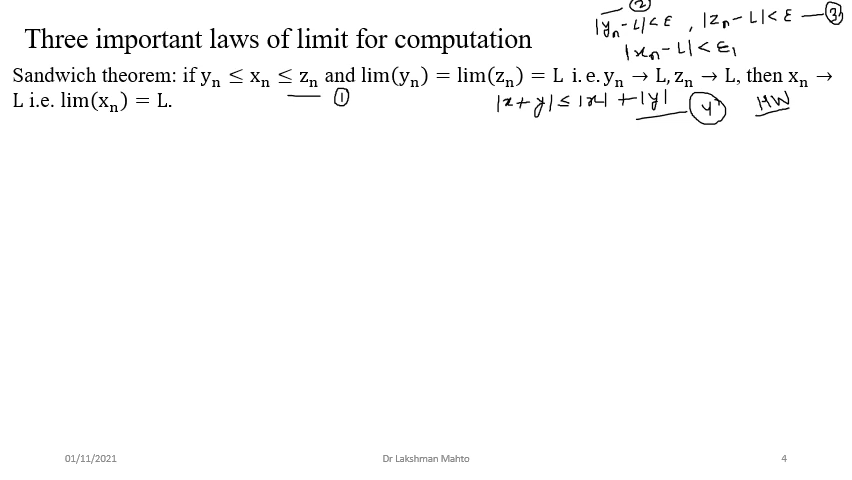 ②
|yₙ - L| < ε , |zₙ - L| < ε — ③
Three important laws of limit for computation
|xₙ - L| < ε₁
Sandwich theorem: if yₙ ≤ xₙ ≤ zₙ and lim(yₙ) = lim(zₙ) = L i.e. yₙ → L, zₙ → L, then xₙ →
L i.e. lim(xₙ) = L.
①
|x + y| ≤ |x| + |y| — HW
01/11/2021 Dr Lakshman Mahto 4